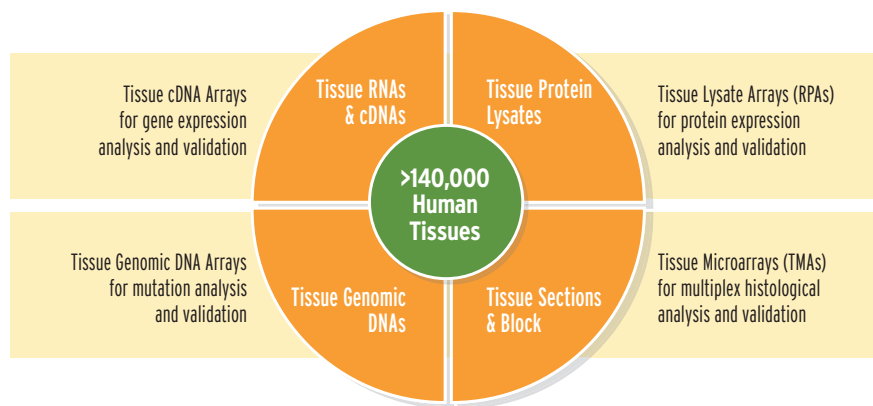 Tissue cDNA Arrays
for gene expression
analysis and validation
Tissue RNAs
& cDNAs
Tissue Protein
Lysates
Tissue Lysate Arrays (RPAs)
for protein expression
analysis and validation
>140,000
Human
Tissues
Tissue Genomic DNA Arrays
for mutation analysis
and validation
Tissue Genomic
DNAs
Tissue Sections
& Block
Tissue Microarrays (TMAs)
for multiplex histological
analysis and validation